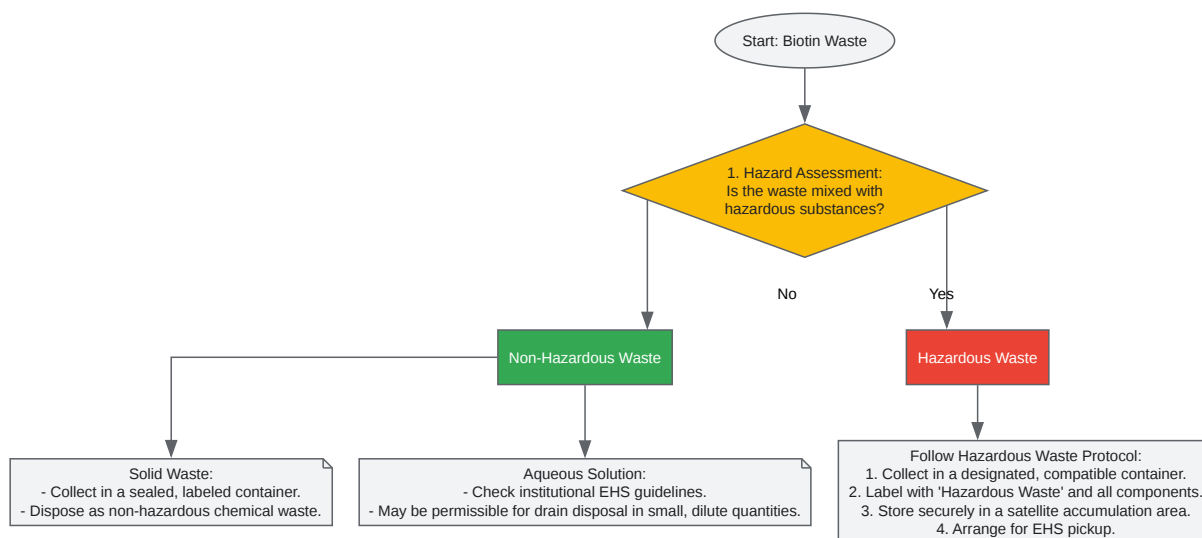 Start: Biotin Waste
1. Hazard Assessment:
Is the waste mixed with
hazardous substances?
No
Yes
Non-Hazardous Waste
Hazardous Waste
Solid Waste:
- Collect in a sealed, labeled container.
- Dispose as non-hazardous chemical waste.
Aqueous Solution:
- Check institutional EHS guidelines.
- May be permissible for drain disposal in small, dilute quantities.
Follow Hazardous Waste Protocol:
1. Collect in a designated, compatible container.
2. Label with 'Hazardous Waste' and all components.
3. Store securely in a satellite accumulation area.
4. Arrange for EHS pickup.